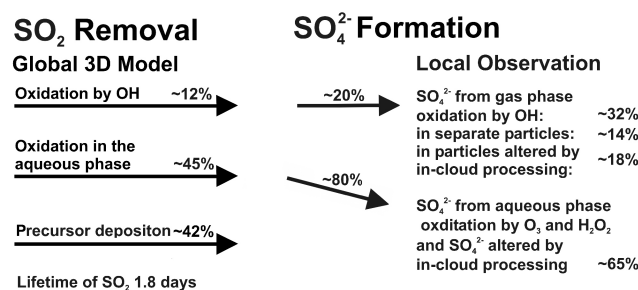 SO₂ Removal
Global 3D Model
Oxidation by OH ~12%
Oxidation in the
aqueous phase ~45%
Precursor depositon ~42%
Lifetime of SO₂ 1.8 days
SO₄²⁻ Formation
~20%
~80%
Local Observation
SO₄²⁻ from gas phase
oxidation by OH: ~32%
in separate particles: ~14%
in particles altered by
in-cloud processing: ~18%
SO₄²⁻ from aqueous phase
oxditation by O₃ and H₂O₂
and SO₄²⁻ altered by
in-cloud processing ~65%